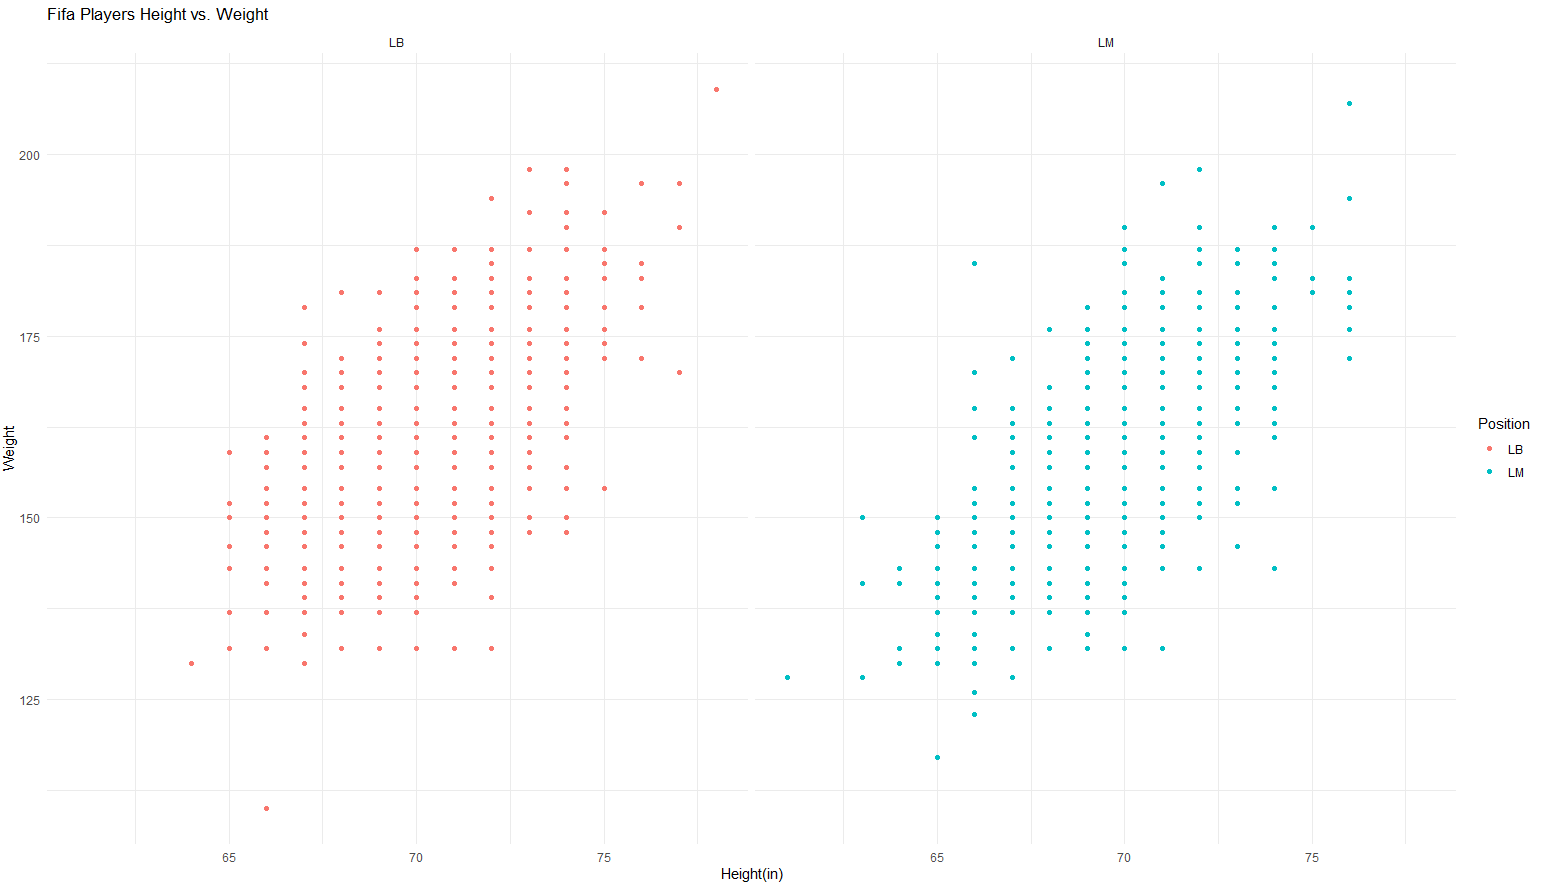 Fifa Players Height vs. Weight
LB
LM
200
175
150
125
Weight
65
70
75
65
70
75
Height(in)
Position
LB
LM